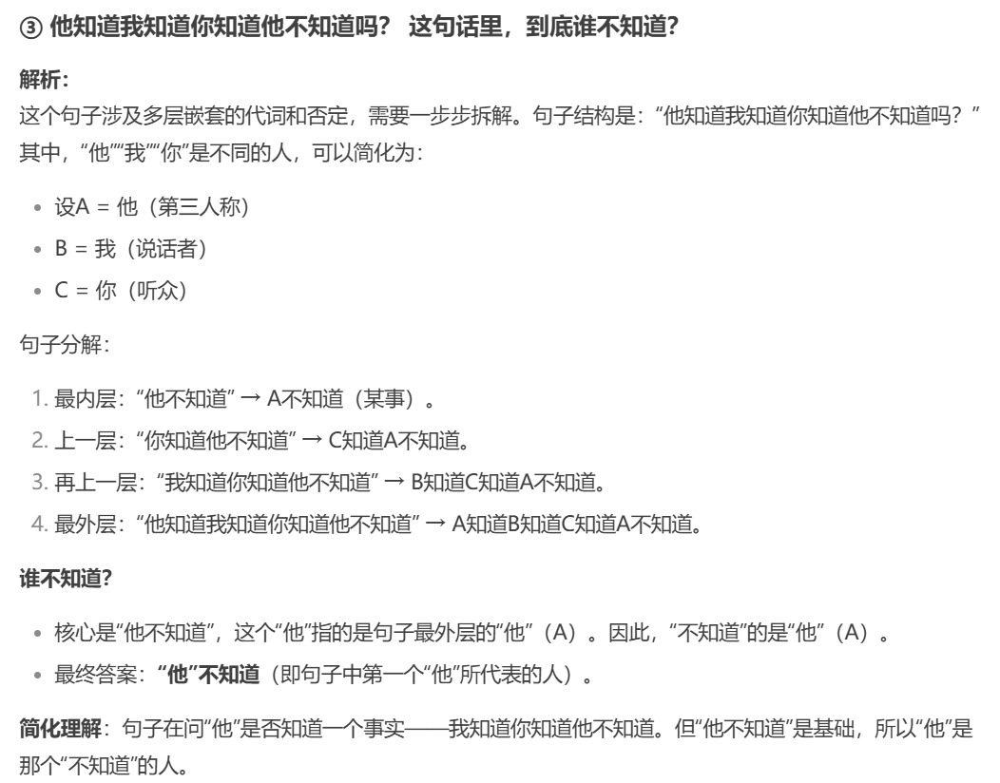 ③ 他知道我知道你知道他不知道吗？ 这句话里，到底谁不知道？
解析：
这个句子涉及多层嵌套的代词和否定，需要一步步拆解。句子结构是：“他知道我知道你知道他不知道吗？”
其中，“他”“我”“你”是不同的人，可以简化为：
• 设A = 他（第三人称）
• B = 我（说话者）
• C = 你（听众）
句子分解：
1. 最内层：“他不知道” → A不知道（某事）。
2. 上一层：“你知道他不知道” → C知道A不知道。
3. 再上一层：“我知道你知道他不知道” → B知道C知道A不知道。
4. 最外层：“他知道我知道你知道他不知道” → A知道B知道C知道A不知道。
谁不知道？
• 核心是“他不知道”，这个“他”指的是句子最外层的“他”（A）。因此，“不知道”的是“他”（A）。
• 最终答案：“他”不知道（即句子中第一个“他”所代表的人）。
简化理解：句子在问“他”是否知道一个事实——我知道你知道他不知道。但“他不知道”是基础，所以“他”是
那个“不知道”的人。